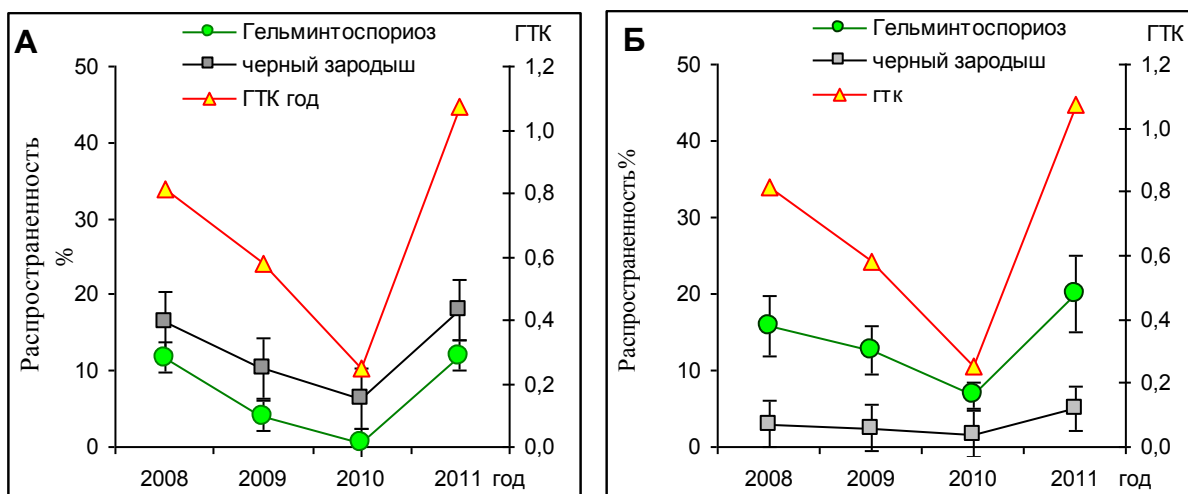 А
Гельминтоспориоз
черный зародыш
ГТК год
ГТК
Распространенность
%
50
40
30
20
10
0
1,2
1,0
0,8
0,6
0,4
0,2
0,0
2008 2009 2010 2011 год
Б
Гельминтоспориоз
черный зародыш
ГТК
ГТК
Распространенность%
50
40
30
20
10
0
1,2
1,0
0,8
0,6
0,4
0,2
0,0
2008 2009 2010 2011 год